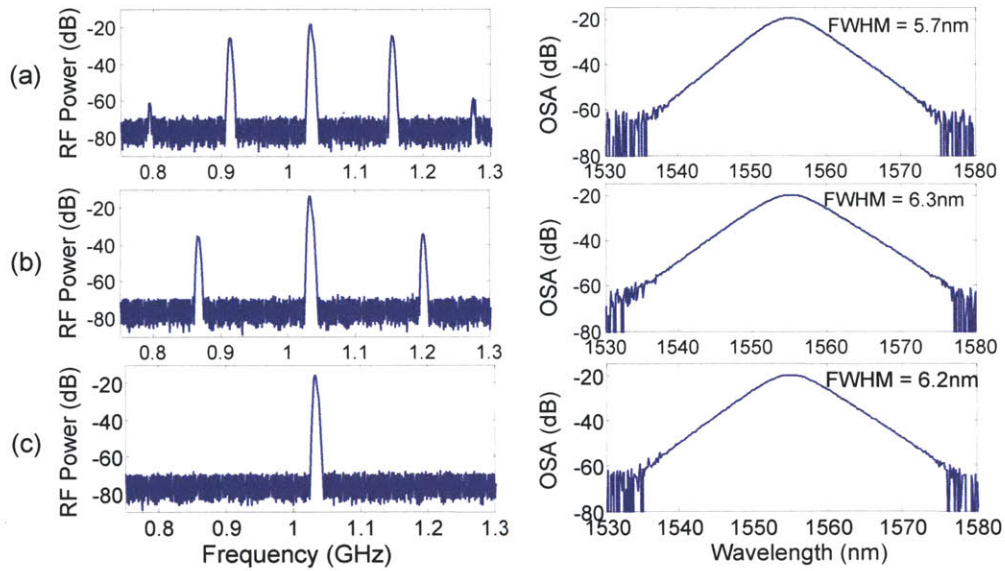 (a)
RF Power (dB)
-20
-40
-60
-80
0.8 0.9 1 1.1 1.2 1.3
OSA (dB)
-20
-40
-60
-80
FWHM = 5.7nm
1530 1540 1550 1560 1570 1580
(b)
RF Power (dB)
-20
-40
-60
-80
0.8 0.9 1 1.1 1.2 1.3
OSA (dB)
-20
-40
-60
-80
FWHM = 6.3nm
1530 1540 1550 1560 1570 1580
(c)
RF Power (dB)
-20
-40
-60
-80
0.8 0.9 1 1.1 1.2 1.3
Frequency (GHz)
OSA (dB)
-20
-40
-60
-80
FWHM = 6.2nm
1530 1540 1550 1560 1570 1580
Wavelength (nm)